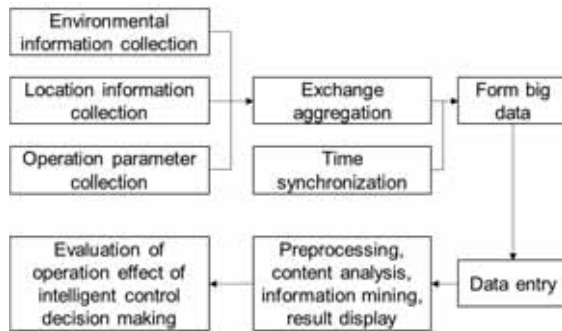 Environmental
information collection
Location information
collection
Operation parameter
collection
Exchange
aggregation
Time
synchronization
Form big
data
Data entry
Preprocessing,
content analysis,
information mining,
result display
Evaluation of
operation effect of
intelligent control
decision making